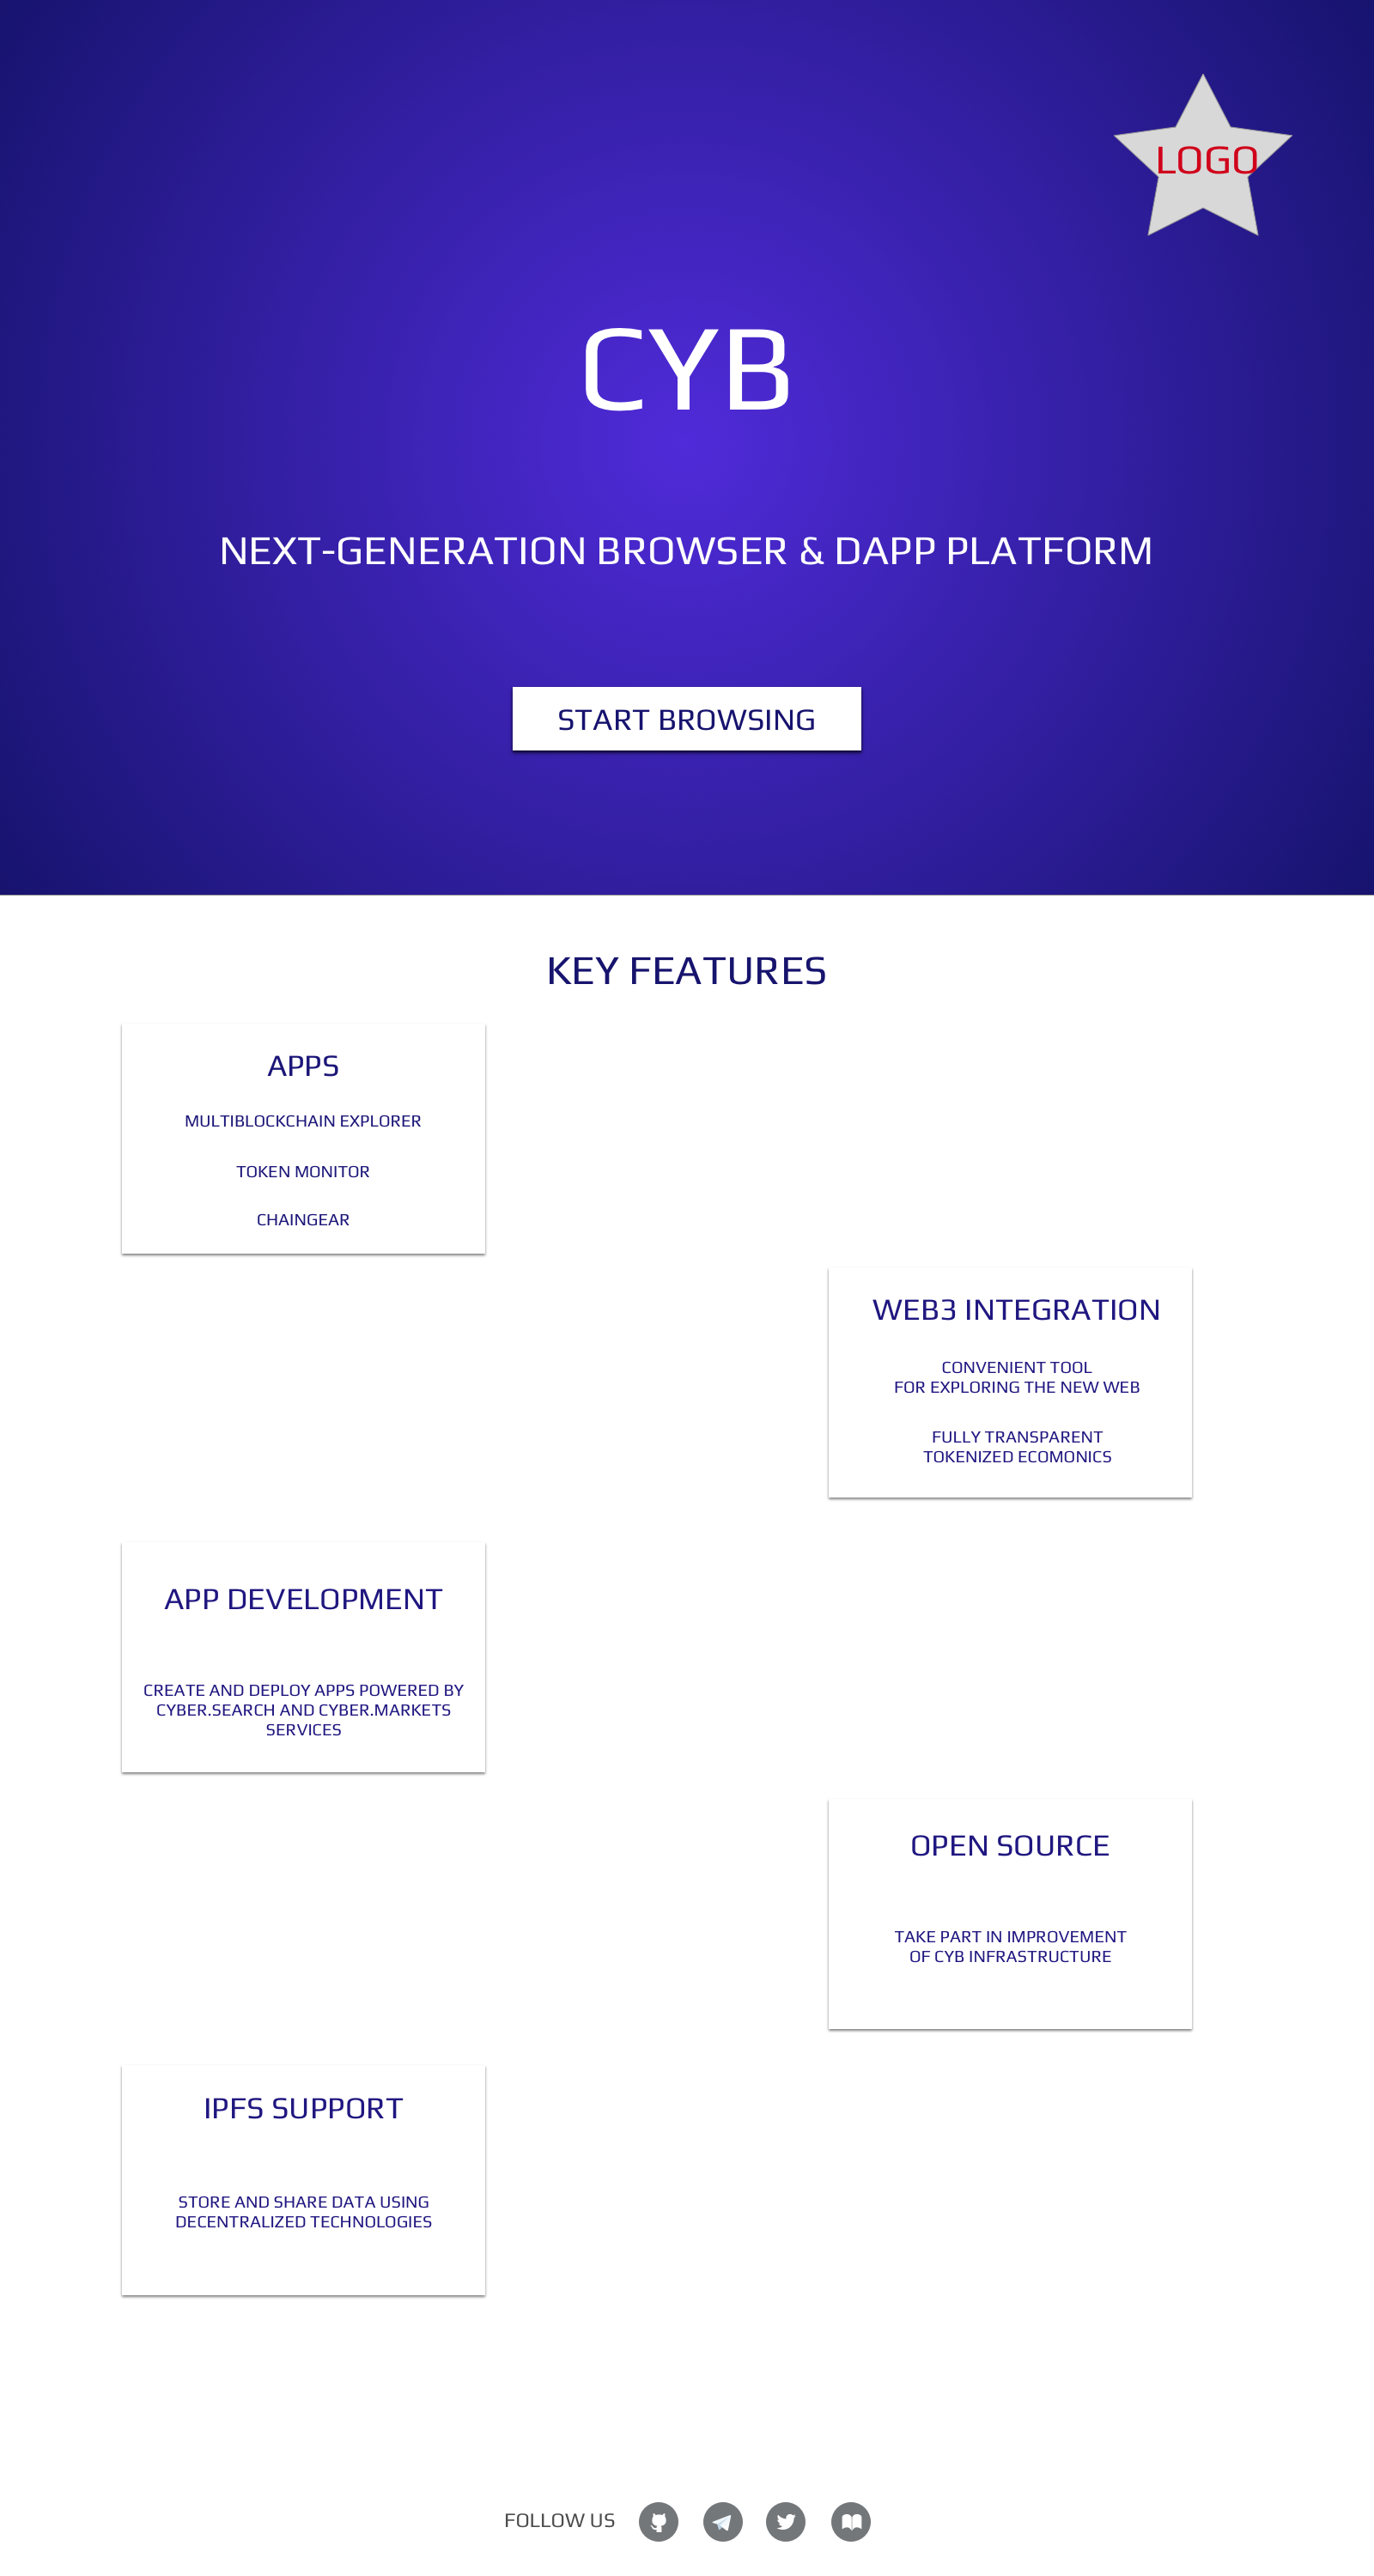 LOGO
CYB
NEXT-GENERATION BROWSER & DAPP PLATFORM
START BROWSING
KEY FEATURES
APPS
MULTIBLOCKCHAIN EXPLORER
TOKEN MONITOR
CHAINGEAR
WEB3 INTEGRATION
CONVENIENT TOOL
FOR EXPLORING THE NEW WEB
FULLY TRANSPARENT
TOKENIZED ECOMONICS
APP DEVELOPMENT
CREATE AND DEPLOY APPS POWERED BY
CYBER.SEARCH AND CYBER.MARKETS
SERVICES
OPEN SOURCE
TAKE PART IN IMPROVEMENT
OF CYB INFRASTRUCTURE
IPFS SUPPORT
STORE AND SHARE DATA USING
DECENTRALIZED TECHNOLOGIES
FOLLOW US